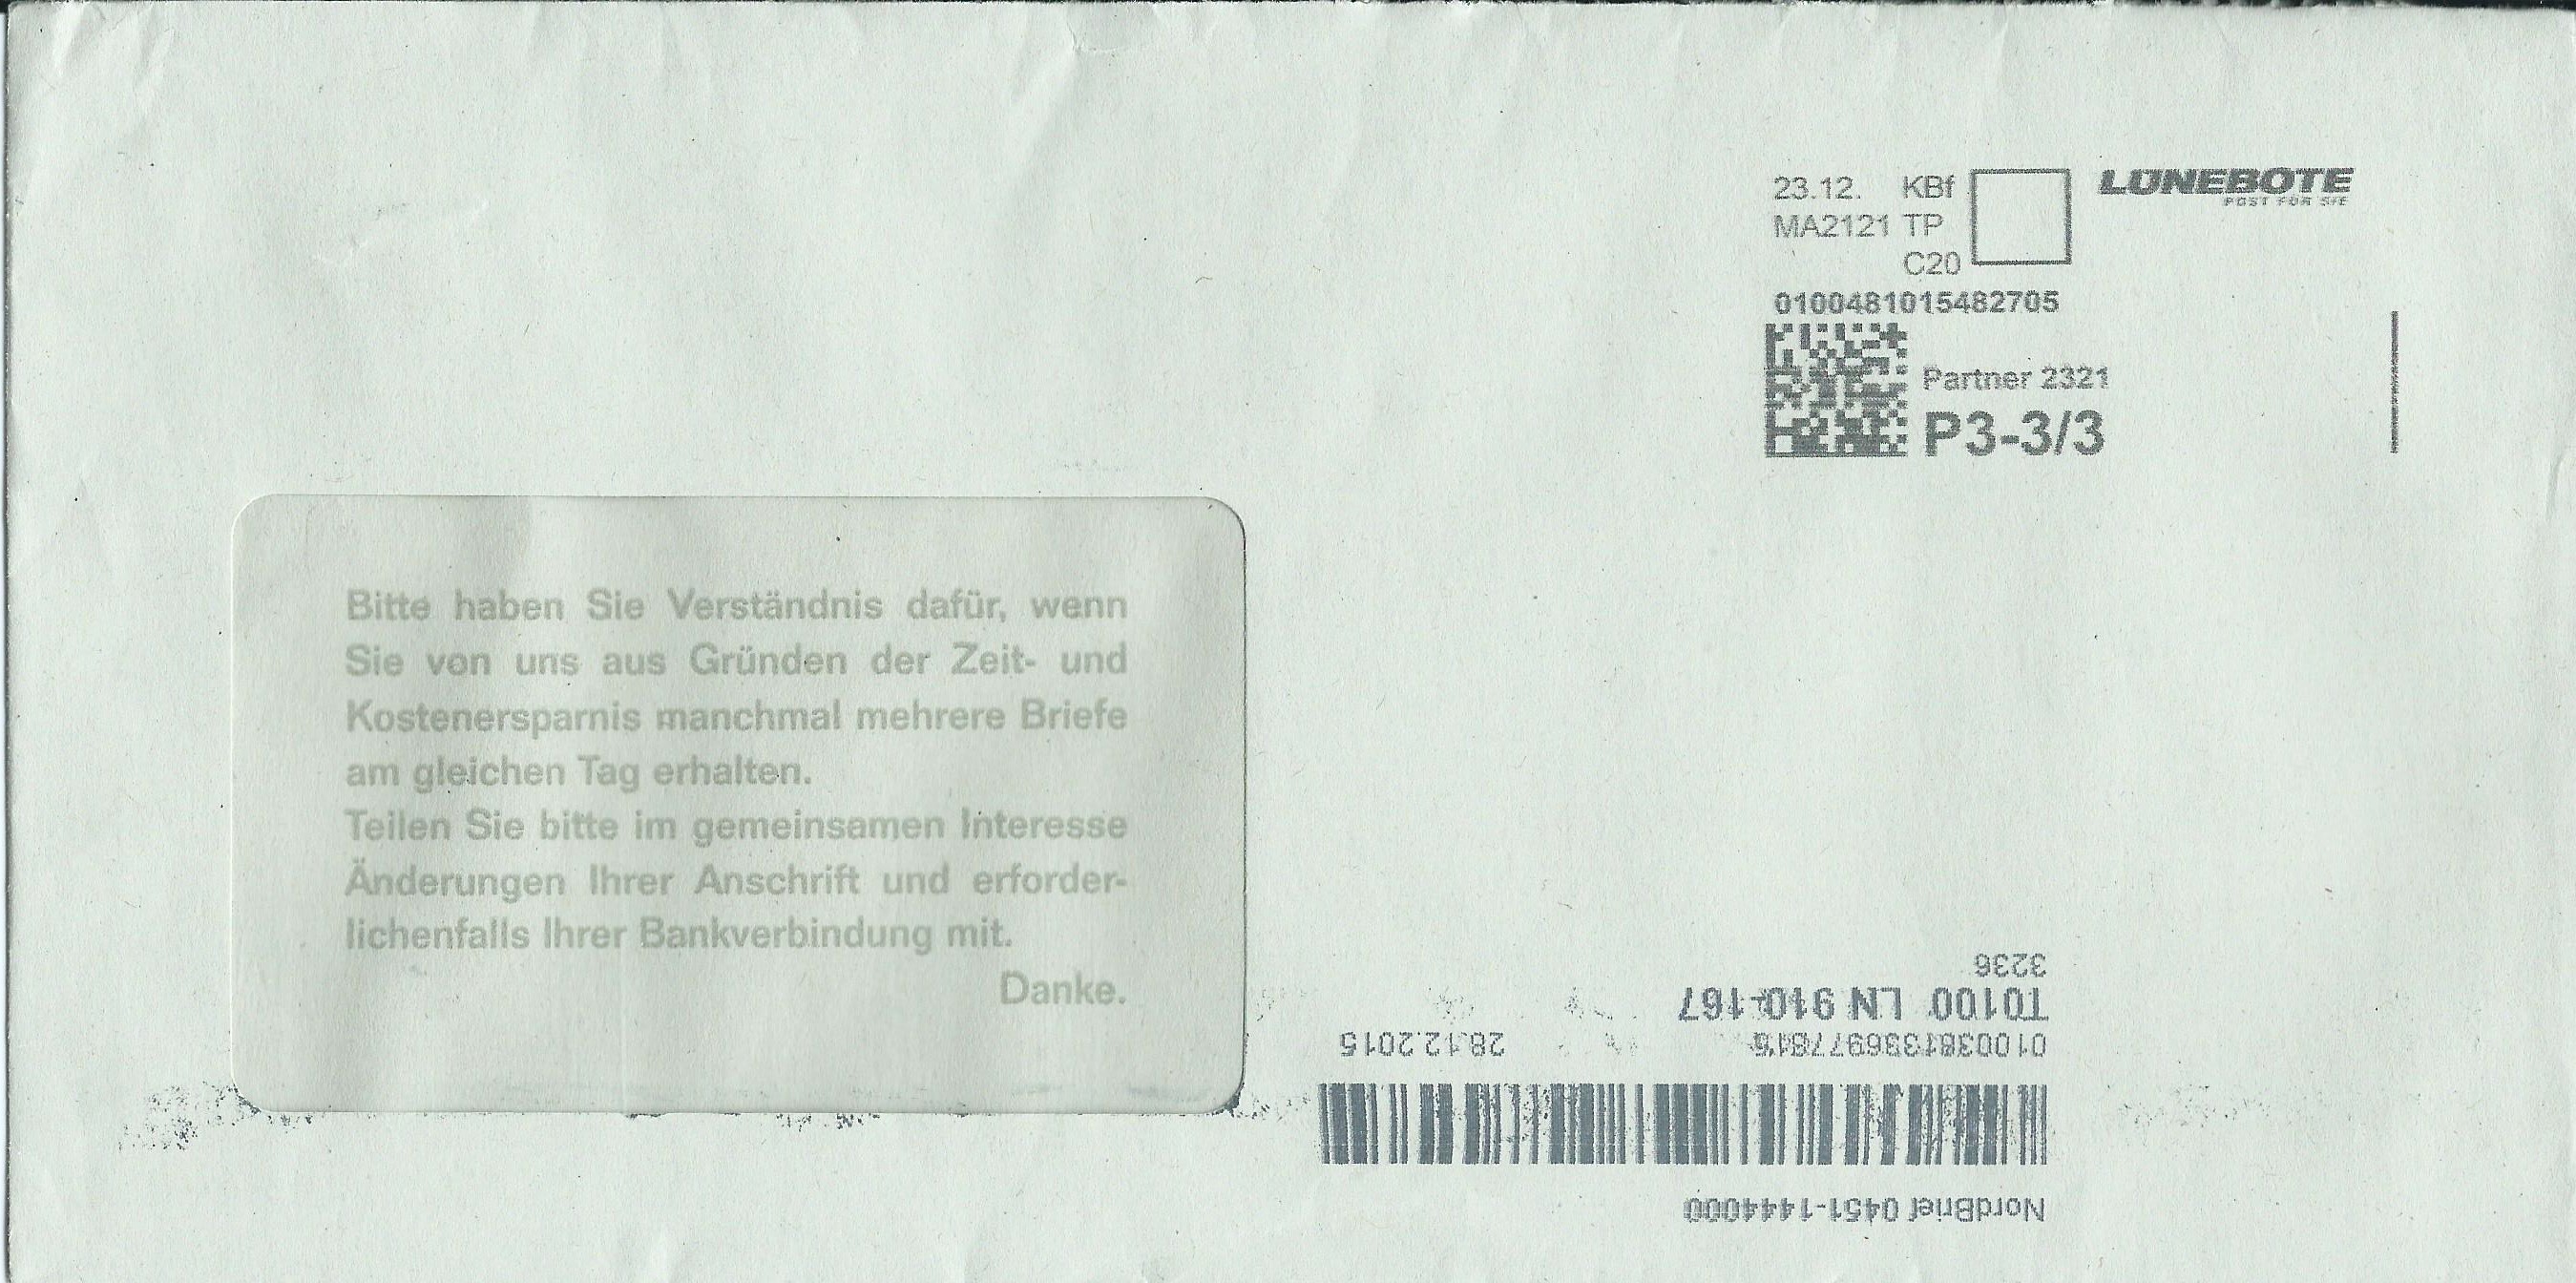 23.12. KBf
MA2121 TP
C20
LÜNEBOTE
POST FÜR SIE
0100481015482705
Partner 2321
P3-3/3
Bitte haben Sie Verständnis dafür, wenn
Sie von uns aus Gründen der Zeit- und
Kostenersparnis manchmal mehrere Briefe
am gleichen Tag erhalten.
Teilen Sie bitte im gemeinsamen Interesse
Änderungen Ihrer Anschrift und erforder-
lichenfalls Ihrer Bankverbindung mit.
Danke.
NordBrief 0451-1444000
28.12.2015
T0100 LN 910-167
3236